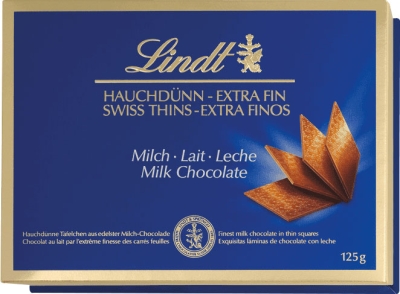 Lindt
HAUCHDÜNN - EXTRA FIN
SWISS THINS - EXTRA FINOS
Milch · Lait · Leche
Milk Chocolate
Hauchdünne Täfelchen aus edelster Milch-Chocolade
Chocolat au lait par l'extrême finesse des carrés feuilles
Finest milk chocolate in thin squares
Exquisitas láminas de chocolate con leche
125g